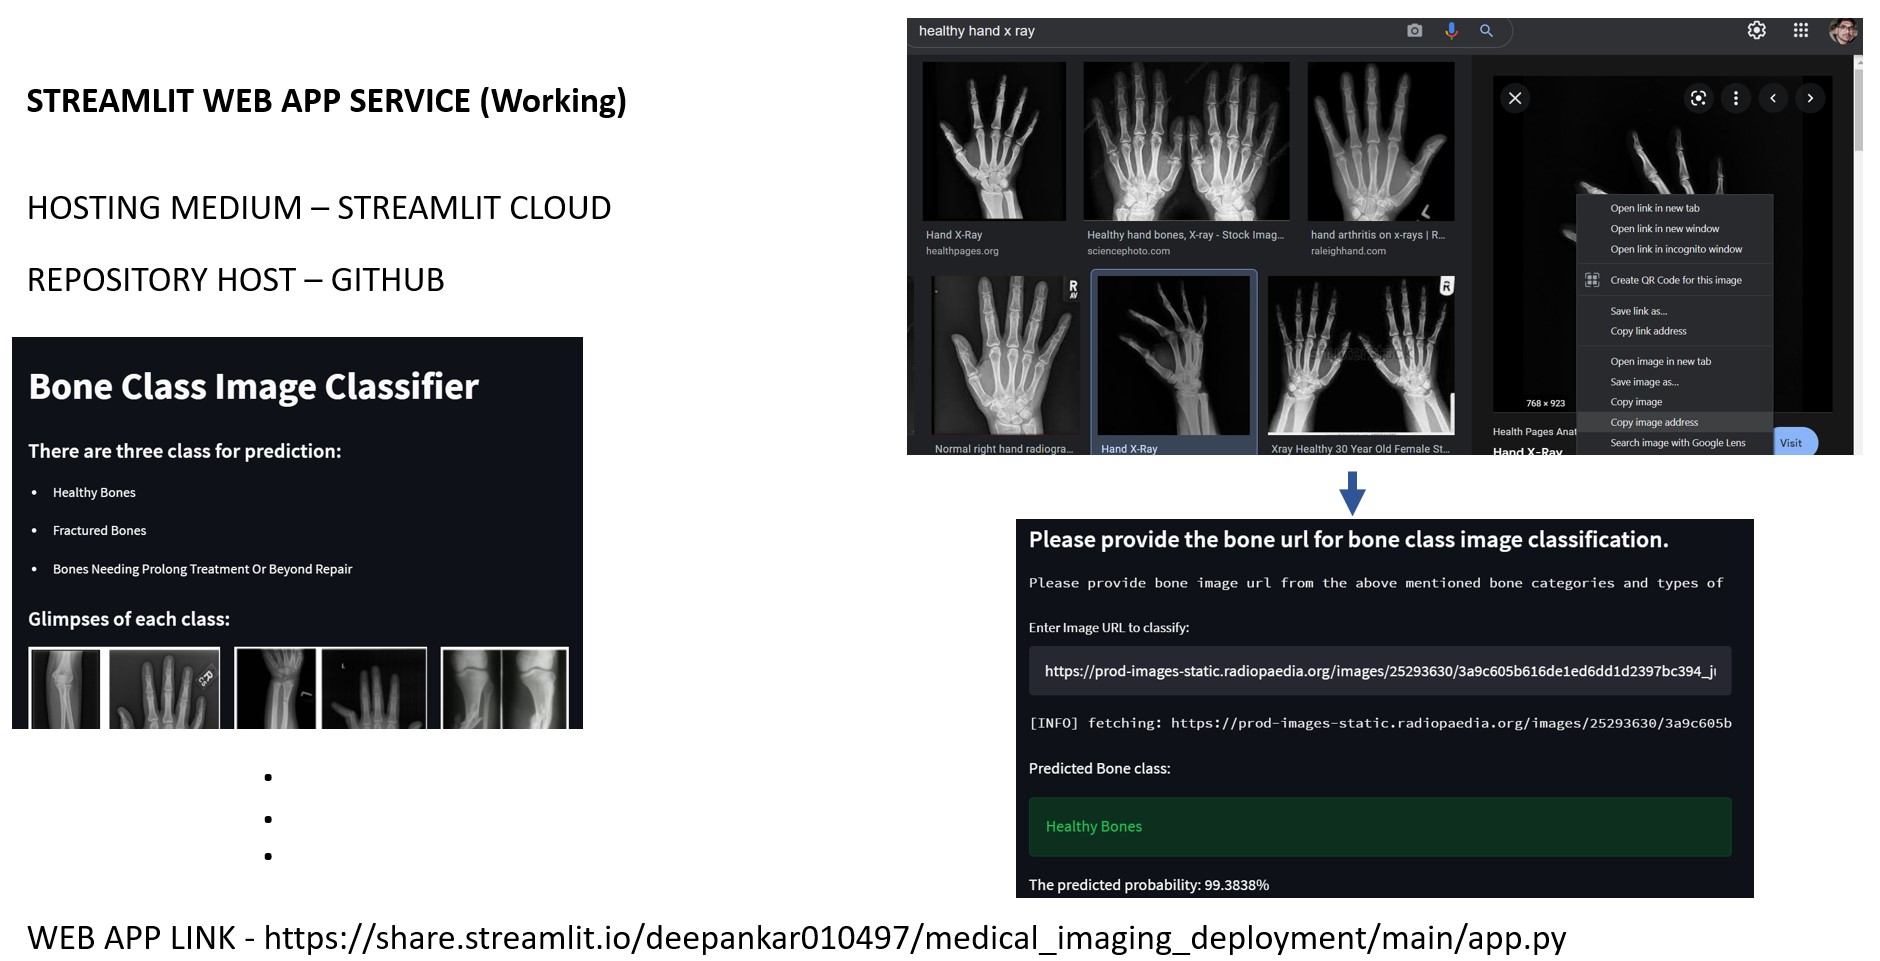 STREAMLIT WEB APP SERVICE (Working)
HOSTING MEDIUM – STREAMLIT CLOUD
REPOSITORY HOST – GITHUB
Bone Class Image Classifier
There are three class for prediction:
• Healthy Bones
• Fractured Bones
• Bones Needing Prolong Treatment Or Beyond Repair
Glimpses of each class:
healthy hand x ray
Hand X-Ray
healthpages.org
Healthy hand bones, X-ray - Stock Imag...
sciencephoto.com
hand arthritis on x-rays | R...
raleighhand.com
R
AV
R
Normal right hand radiogra...
Hand X-Ray
Xray Healthy 30 Year Old Female St...
Open link in new tab
Open link in new window
Open link in incognito window
Create QR Code for this image
Save link as...
Copy link address
Open image in new tab
Save image as...
Copy image
Copy image address
Search image with Google Lens
768 × 923
Health Pages Anat
Hand X-Ray
Visit
Please provide the bone url for bone class image classification.
Please provide bone image url from the above mentioned bone categories and types of
Enter Image URL to classify:
https://prod-images-static.radiopaedia.org/images/25293630/3a9c605b616de1ed6dd1d2397bc394_j
[INFO] fetching: https://prod-images-static.radiopaedia.org/images/25293630/3a9c605b
Predicted Bone class:
Healthy Bones
The predicted probability: 99.3838%
WEB APP LINK - https://share.streamlit.io/deepankar010497/medical_imaging_deployment/main/app.py